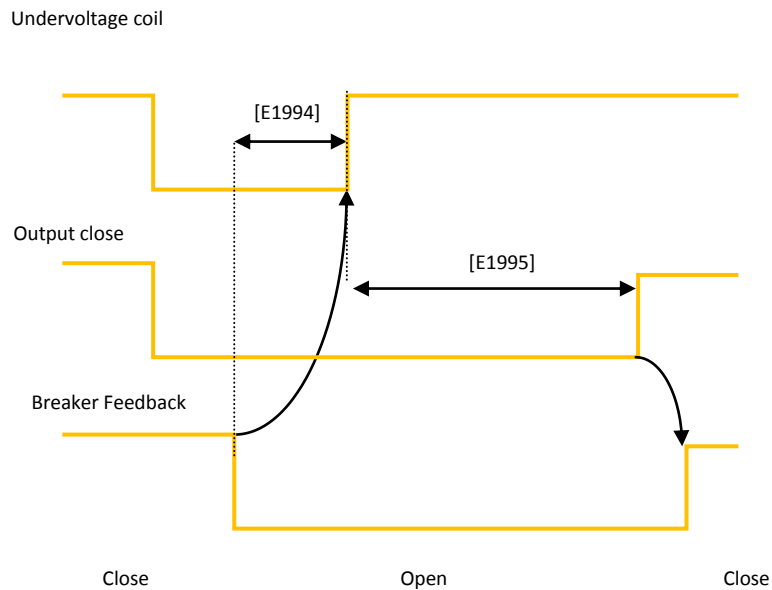 Undervoltage coil
[E1994]
Output close
[E1995]
Breaker Feedback
Close Open Close